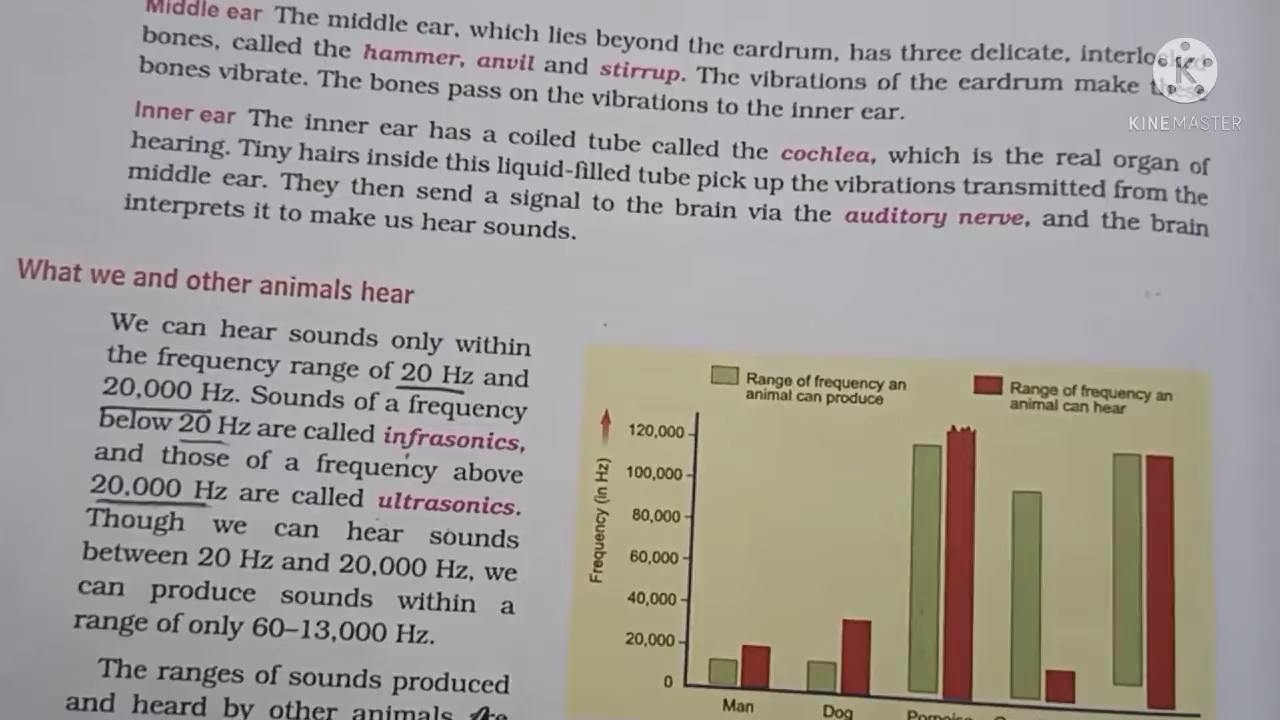 Middle ear The middle ear, which lies beyond the eardrum, has three delicate,
bones, called the hammer, anvil and stirrup. The vibrations of the eardrum make
bones vibrate. The bones pass on the vibrations to the inner ear.
Inner ear The inner ear has a coiled tube called the cochlea, which is the real organ of
hearing. Tiny hairs inside this liquid-filled tube pick up the vibrations transmitted from the
middle ear. They then send a signal to the brain via the auditory nerve, and the brain
interprets it to make us hear sounds.
KINEMASTER
What we and other animals hear
We can hear sounds only within
the frequency range of 20 Hz and
20,000 Hz. Sounds of a frequency
below 20 Hz are called infrasonics,
and those of a frequency above
20,000 Hz are called ultrasonics.
Though we can hear sounds
between 20 Hz and 20,000 Hz, we
can produce sounds within a
range of only 60–13,000 Hz.
The ranges of sounds produced
and heard by other animals are
Range of frequency an
animal can produce
Range of frequency an
animal can hear
Frequency (in Hz)
120,000
100,000
80,000
60,000
40,000
20,000
0
Man
Dog